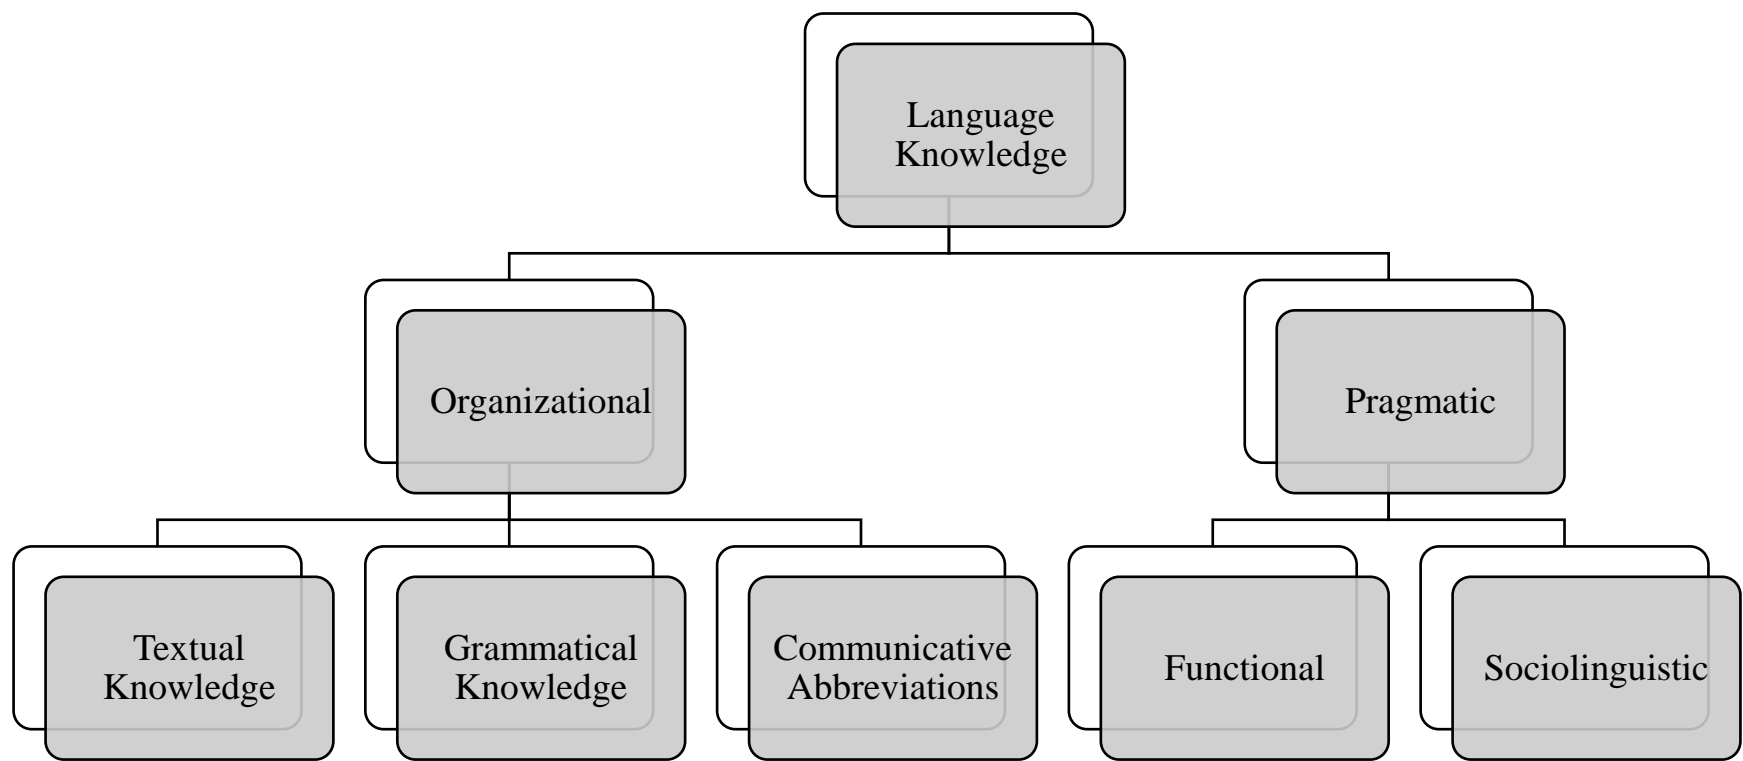 Language
Knowledge
Organizational
Pragmatic
Textual
Knowledge
Grammatical
Knowledge
Communicative
Abbreviations
Functional
Sociolinguistic